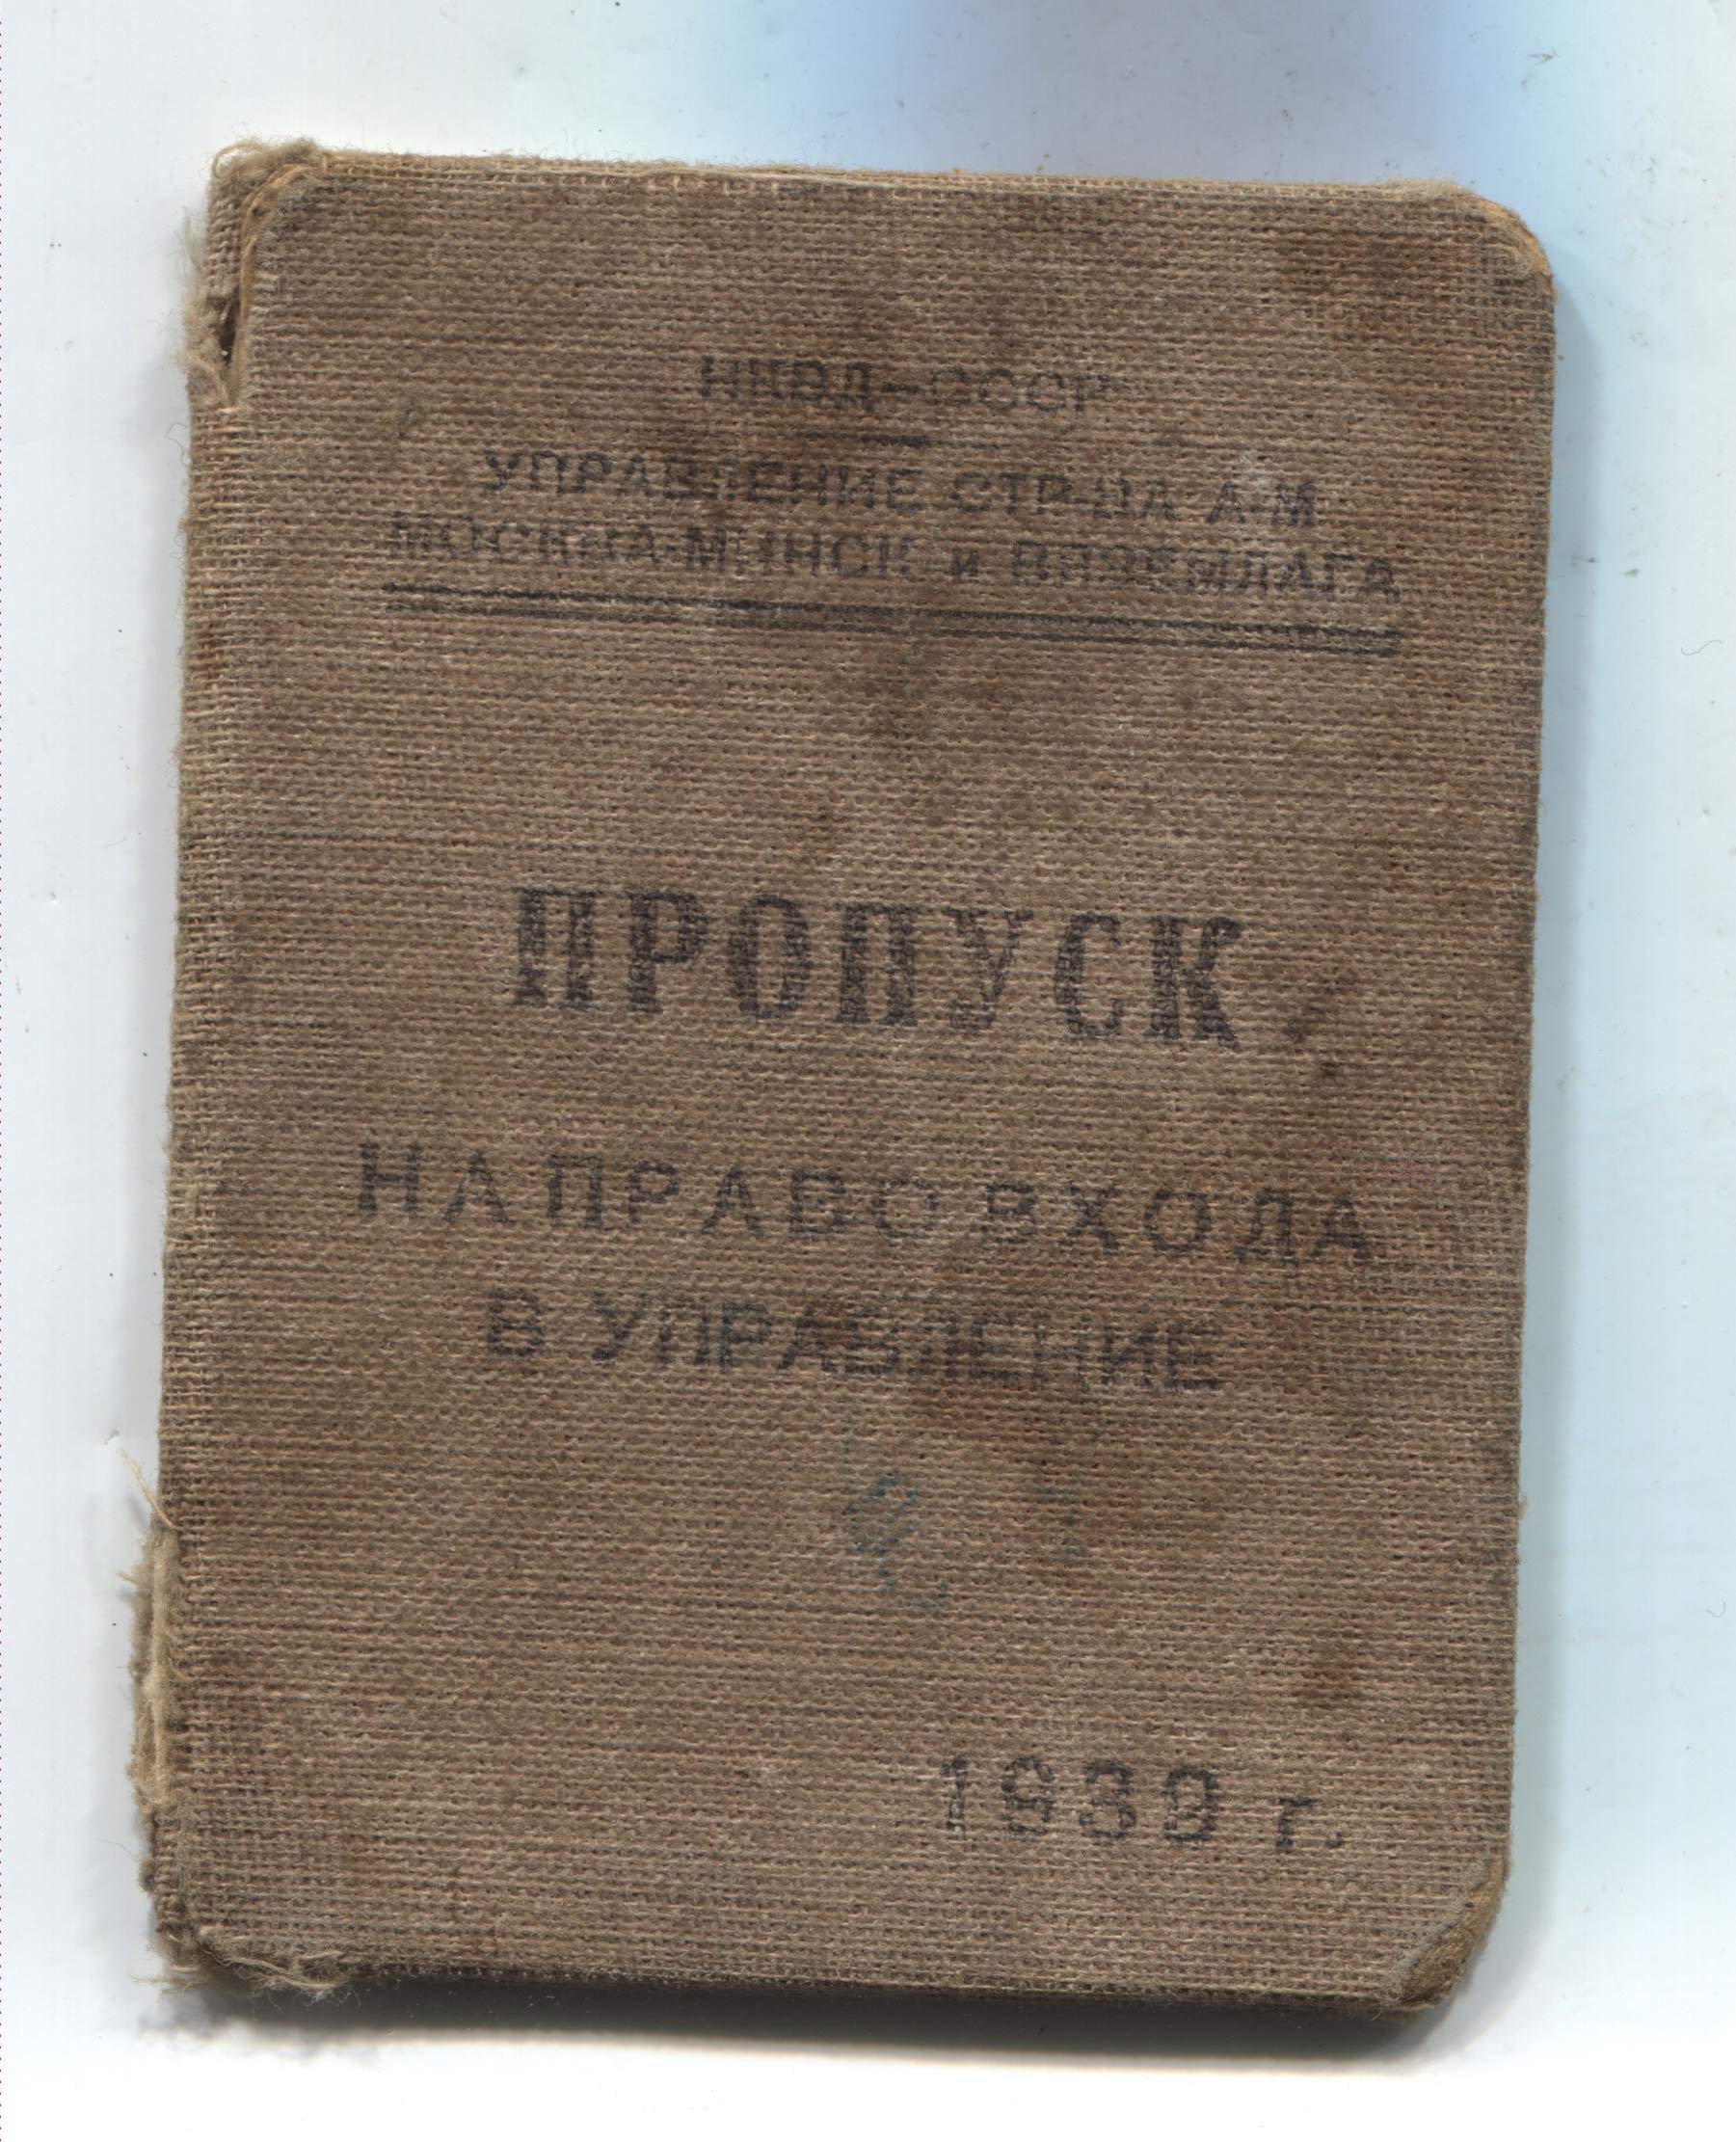 НКВД—СССР
УПРАВЛЕНИЕ СТР-ВА А-М
МОСКВА-МИНСК и ВЯЗЕМЛАГА
ПРОПУСК
НА ПРАВО ВХОДА
В УПРАВЛЕНИЕ
1939 г.